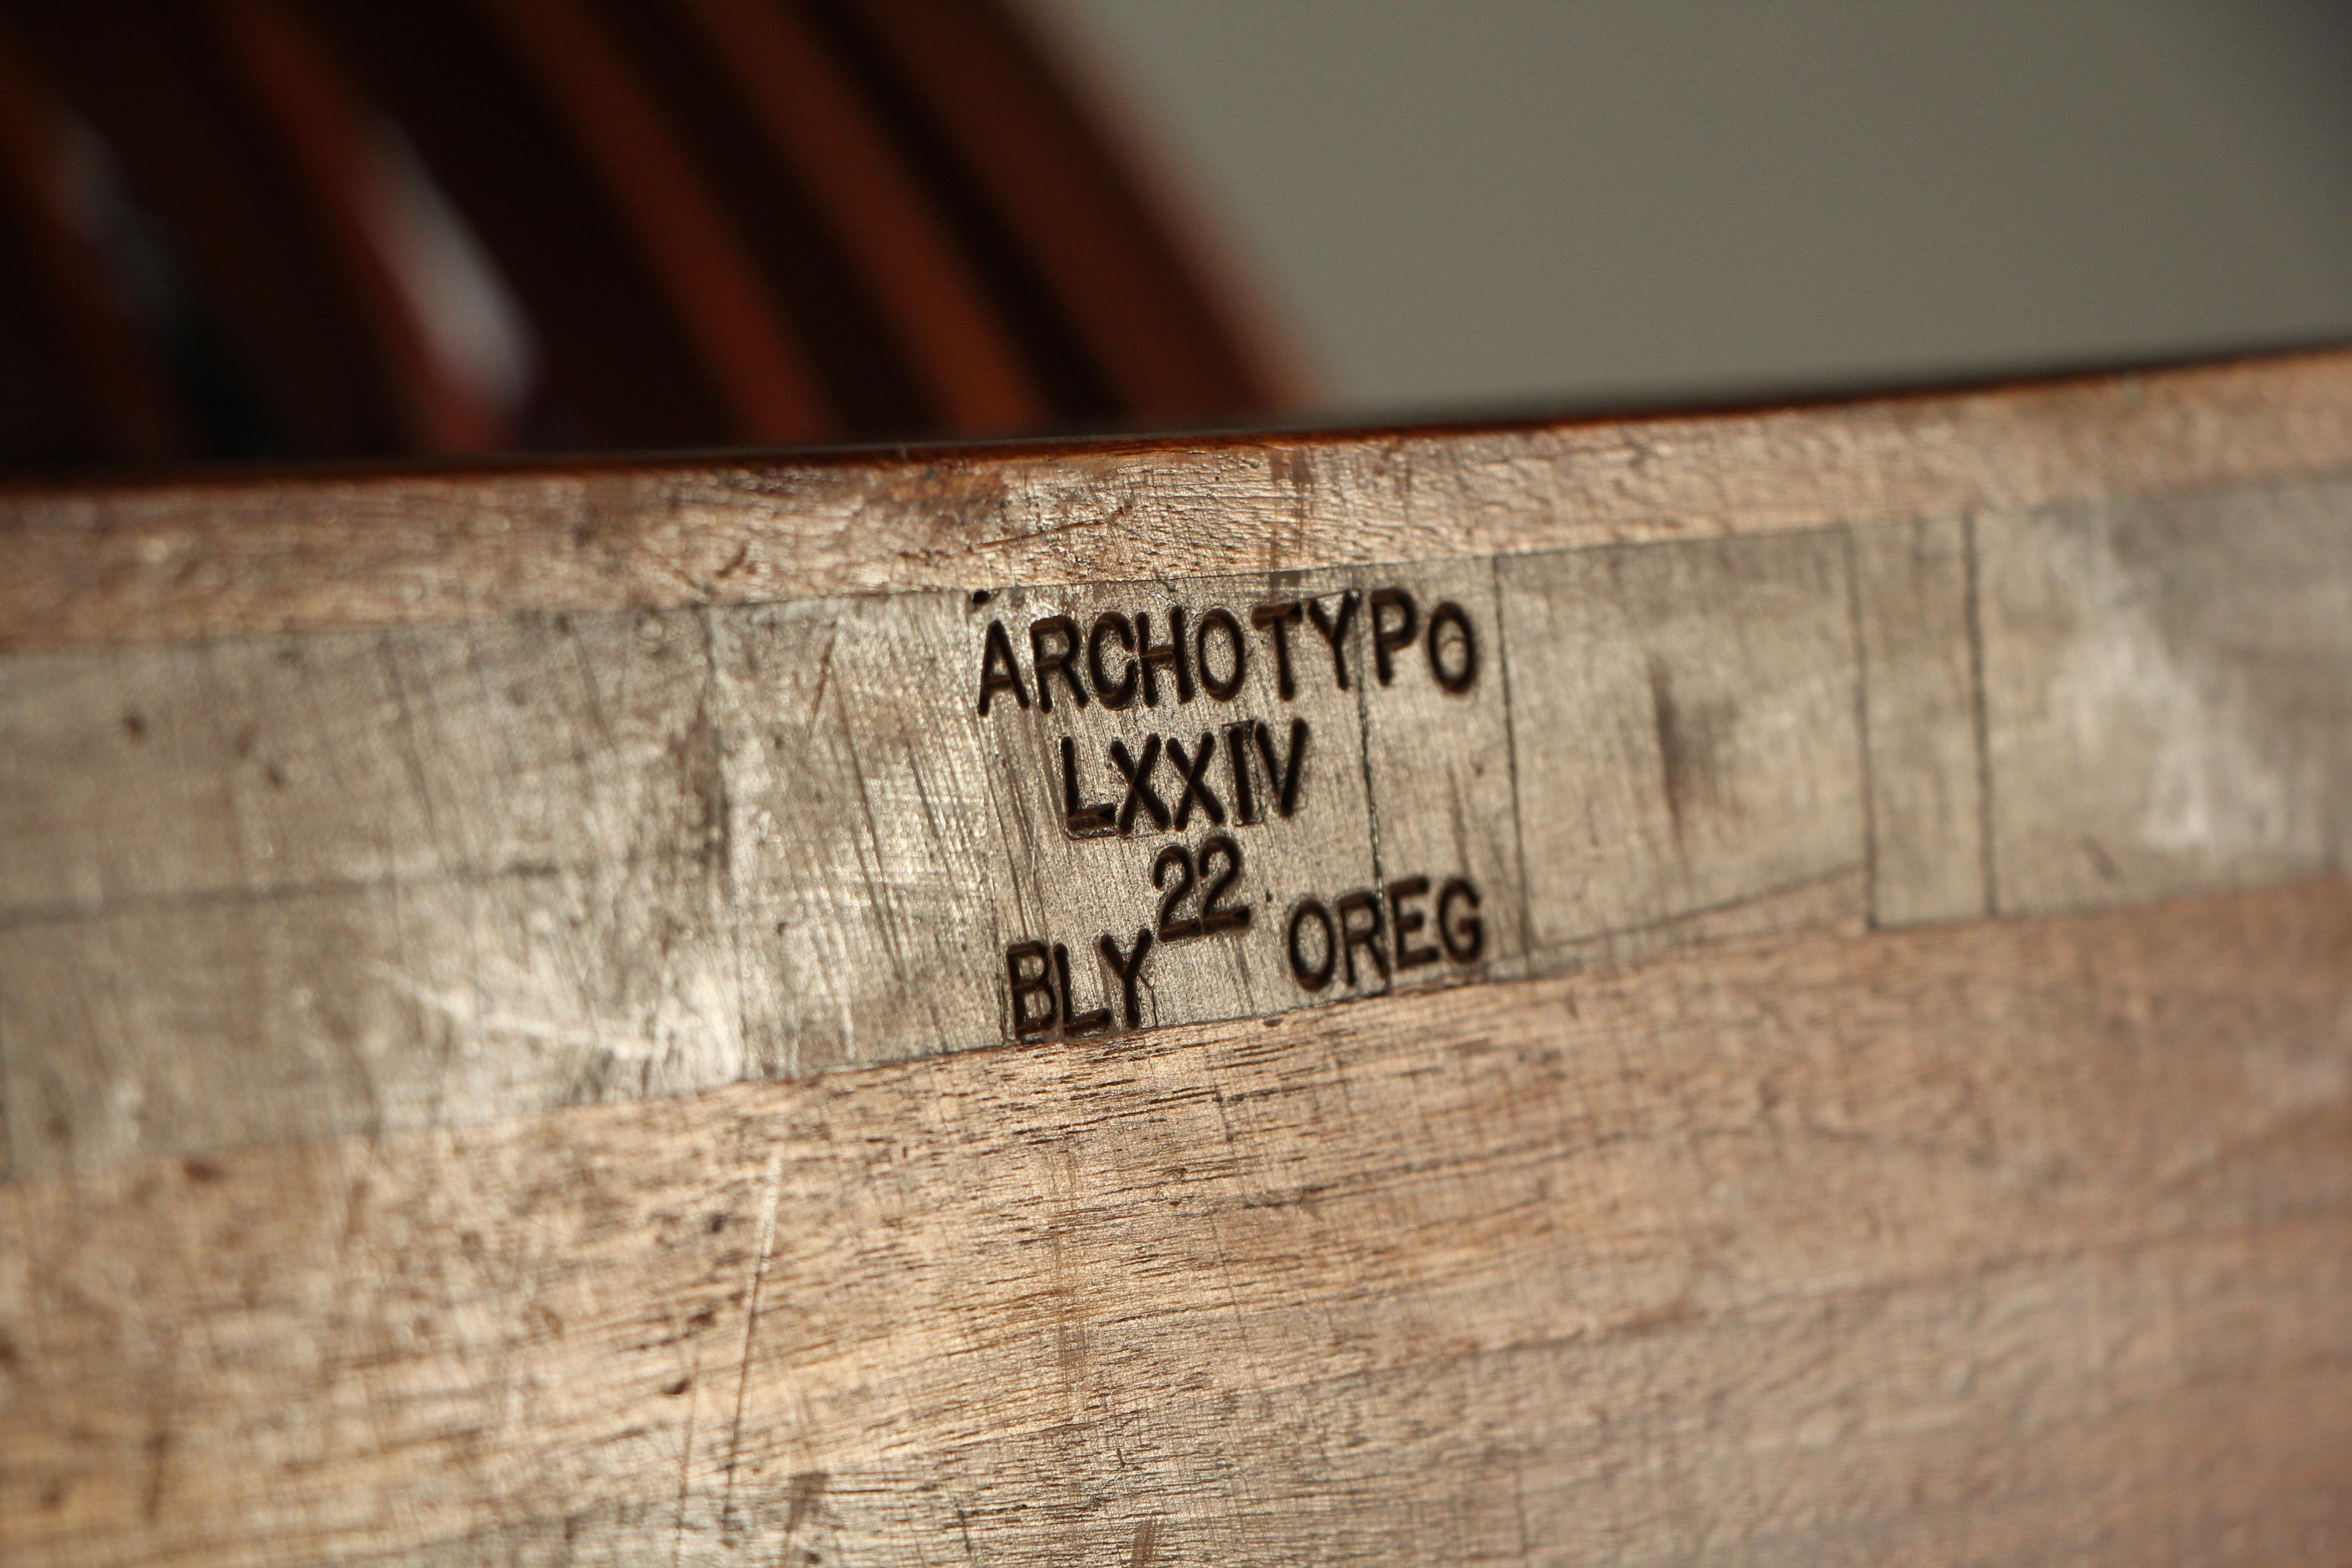 ARCHOTYPO
LXXIV
22
BLY OREG